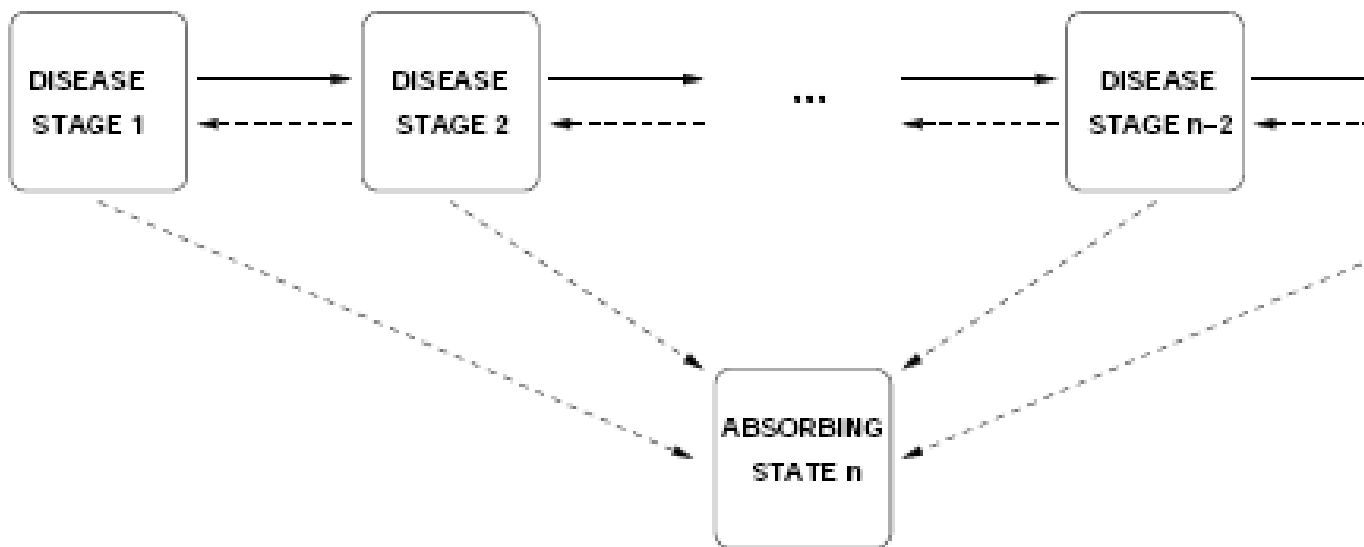 DISEASE
STAGE 1
DISEASE
STAGE 2
...
DISEASE
STAGE n−2
ABSORBING
STATE n